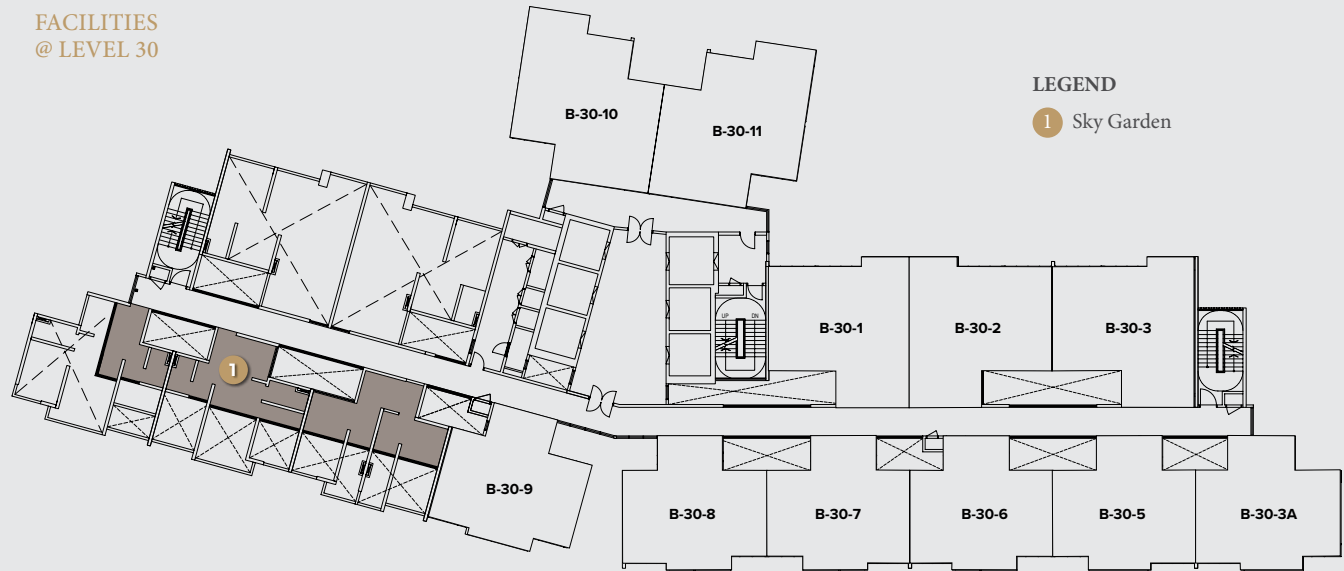 FACILITIES
@ LEVEL 30
LEGEND
1 Sky Garden
B-30-10
B-30-11
B-30-1
B-30-2
B-30-3
UP DN
1
B-30-9
B-30-8
B-30-7
B-30-6
B-30-5
B-30-3A